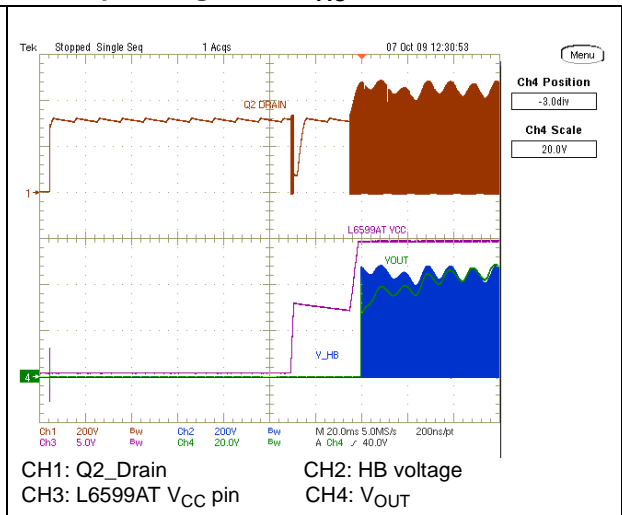 Tek Stopped Single Seq 1 Acqs 07 Oct 09 12:30:53
Menu
Ch4 Position
-3.0div
Ch4 Scale
20.0V
Q2 DRAIN
1
L6599AT VCC
VOUT
V_HB
4
Ch1 200V Bw Ch2 200V Bw M 20.0ms 5.0MS/s 200ns/pt
Ch3 5.0V Bw Ch4 20.0V Bw A Ch4 / 40.0V
CH1: Q2_Drain CH2: HB voltage
CH3: L6599AT VCC pin CH4: VOUT